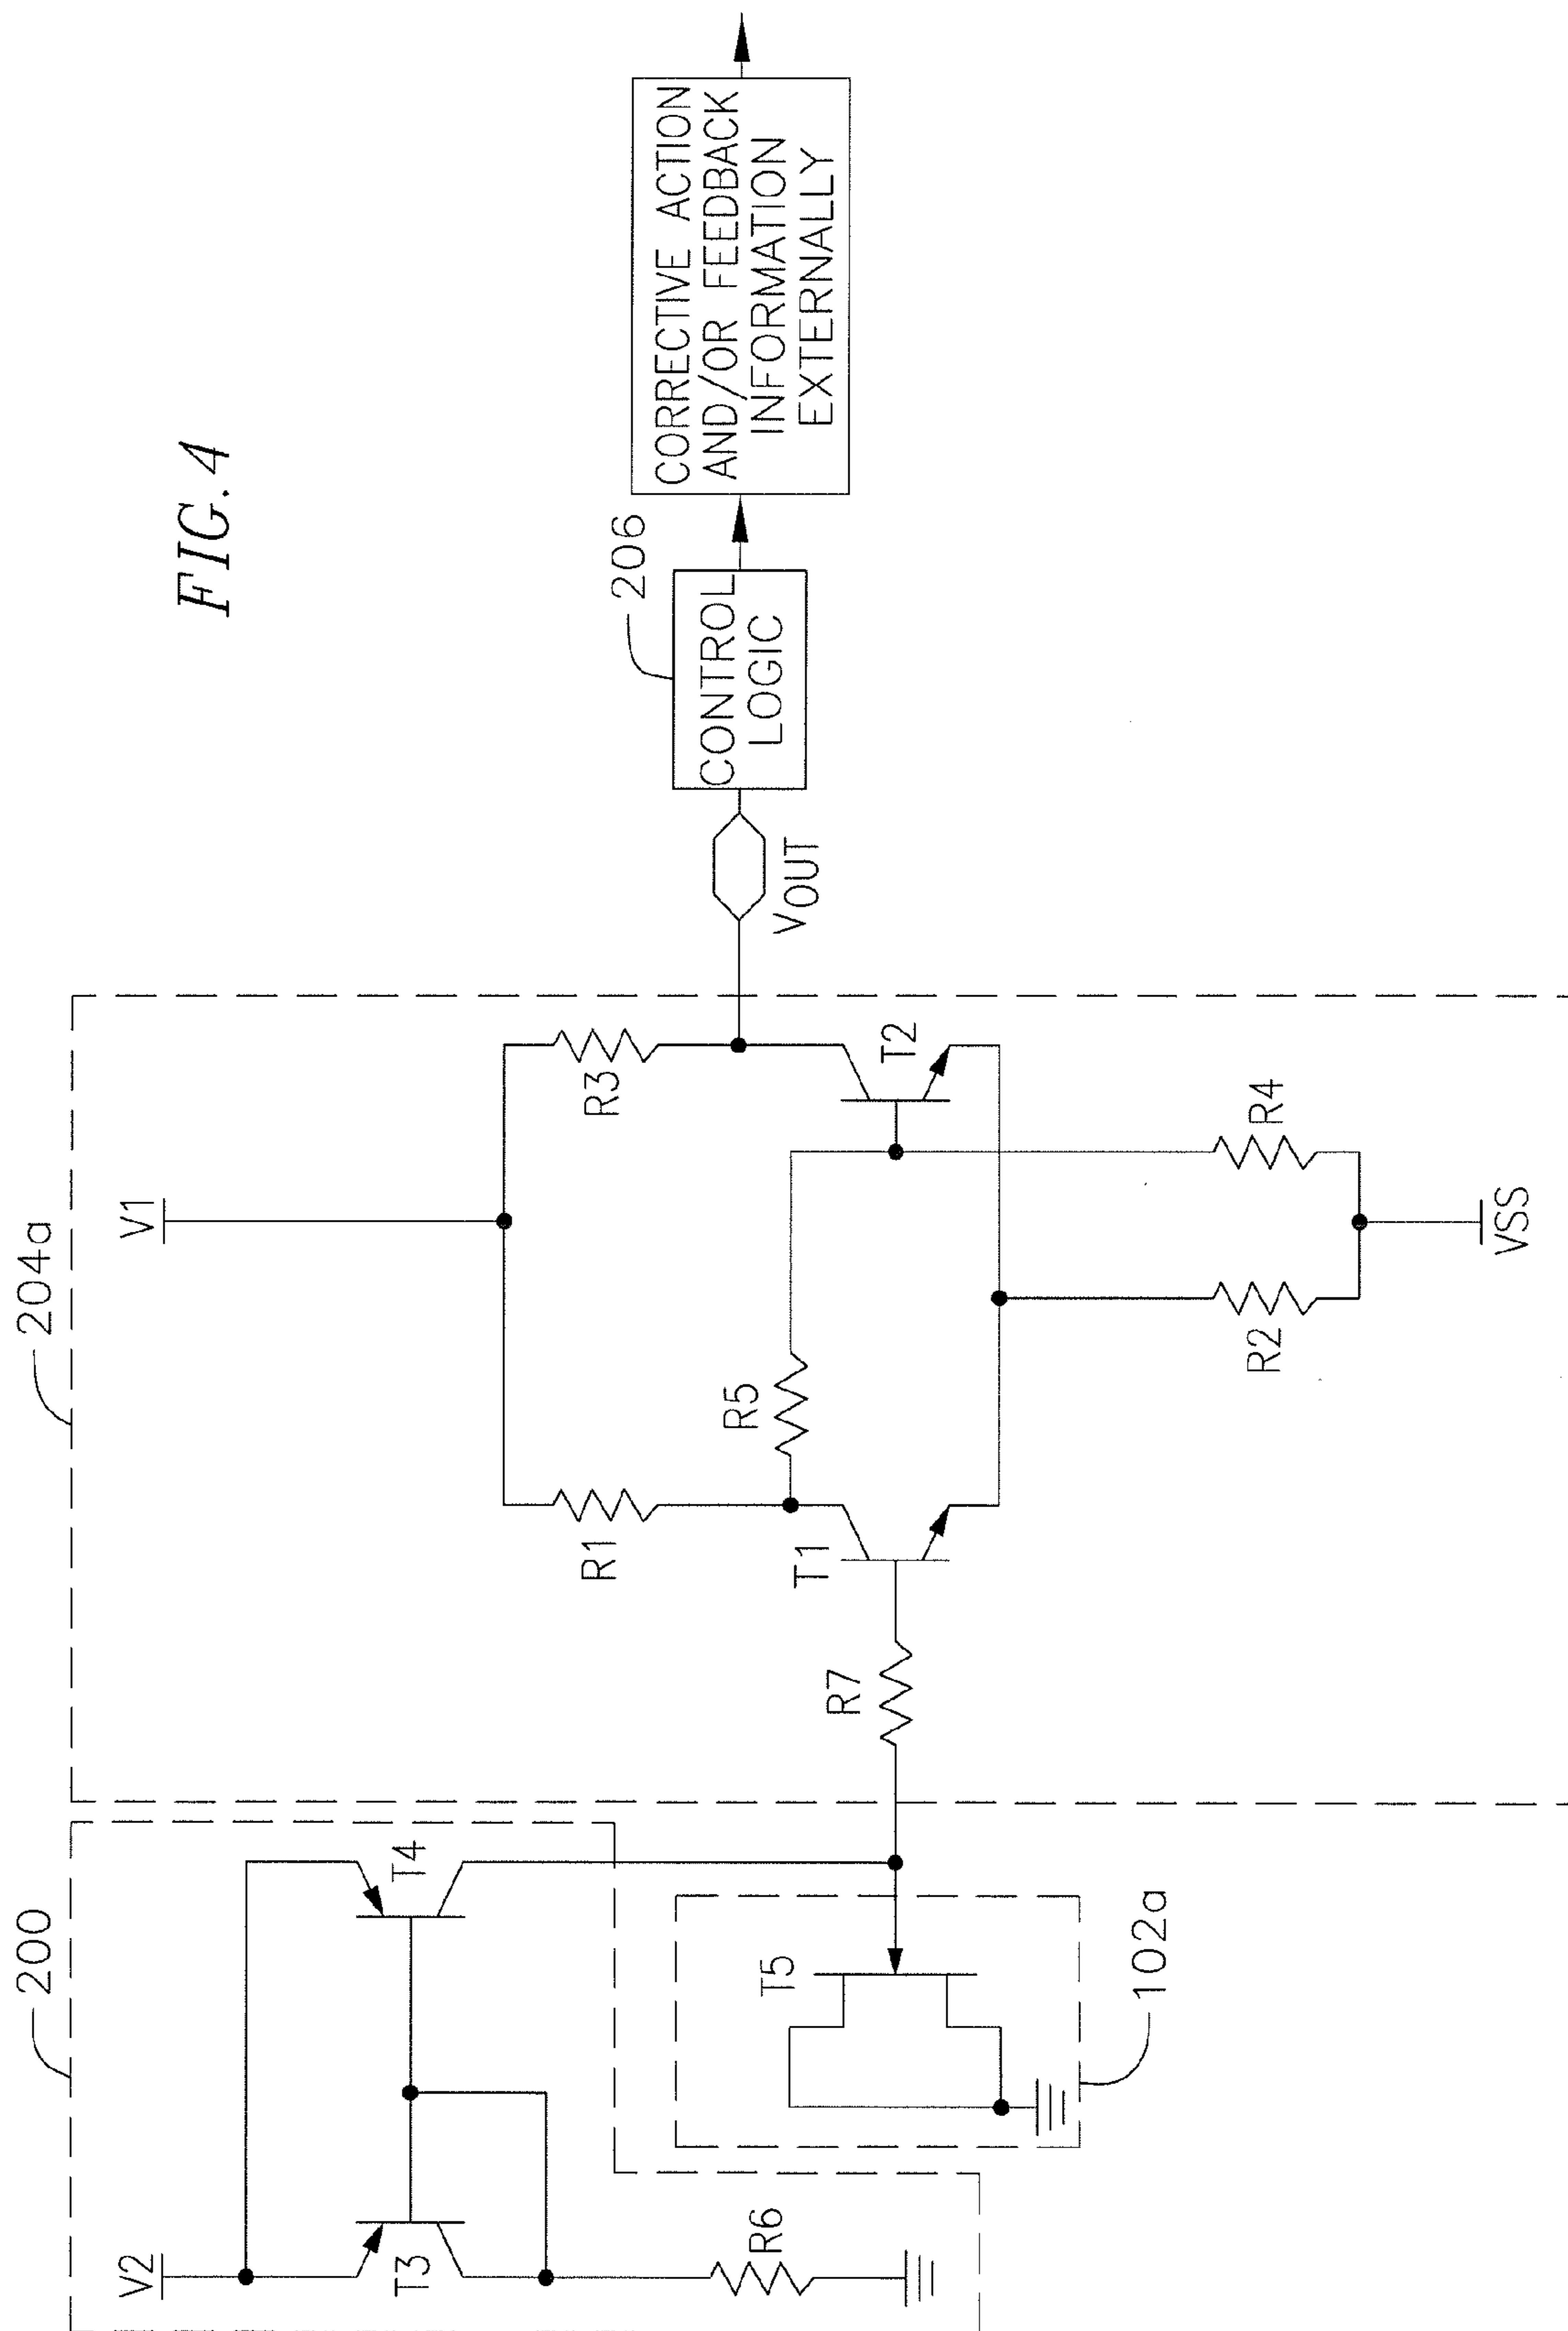 FIG. 4
200
204a
V2
V1
T3
T4
R6
T5
102a
R7
R1
T1
R5
R3
T2
R2
R4
VSS
VOUT
206
CONTROL
LOGIC
CORRECTIVE ACTION
AND/OR FEEDBACK
INFORMATION
EXTERNALLY